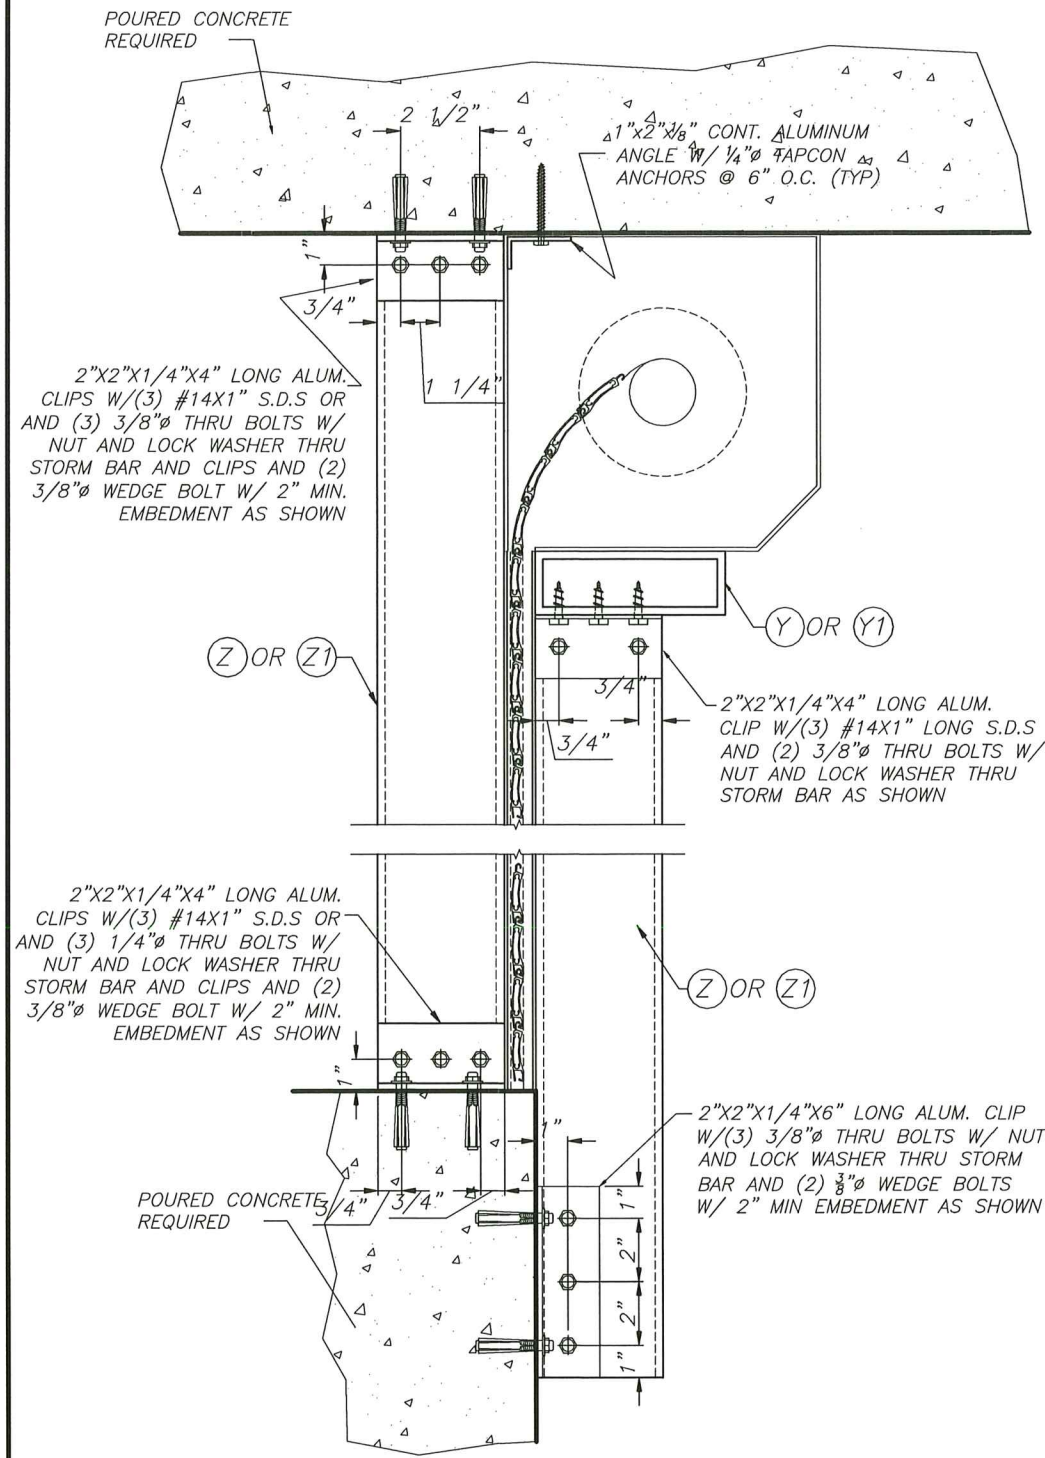 POURED CONCRETE
REQUIRED
2 1/2"
1"x2"x1/8" CONT. ALUMINUM
ANGLE W/ 1/4"ø TAPCON
ANCHORS @ 6" O.C. (TYP)
1"
3/4"
1 1/4"
2"X2"X1/4"X4" LONG ALUM.
CLIPS W/(3) #14X1" S.D.S OR
AND (3) 3/8"ø THRU BOLTS W/
NUT AND LOCK WASHER THRU
STORM BAR AND CLIPS AND (2)
3/8"ø WEDGE BOLT W/ 2" MIN.
EMBEDMENT AS SHOWN
Y OR Y1
Z OR Z1
3/4"
3/4"
2"X2"X1/4"X4" LONG ALUM.
CLIP W/(3) #14X1" LONG S.D.S
AND (2) 3/8"ø THRU BOLTS W/
NUT AND LOCK WASHER THRU
STORM BAR AS SHOWN
2"X2"X1/4"X4" LONG ALUM.
CLIPS W/(3) #14X1" S.D.S OR
AND (3) 1/4"ø THRU BOLTS W/
NUT AND LOCK WASHER THRU
STORM BAR AND CLIPS AND (2)
3/8"ø WEDGE BOLT W/ 2" MIN.
EMBEDMENT AS SHOWN
Z OR Z1
1"
2"X2"X1/4"X6" LONG ALUM. CLIP
W/(3) 3/8"ø THRU BOLTS W/ NUT
AND LOCK WASHER THRU STORM
BAR AND (2) 3/8"ø WEDGE BOLTS
W/ 2" MIN EMBEDMENT AS SHOWN
1"
POURED CONCRETE
REQUIRED
3/4"
3/4"
1"
2"
2"
1"